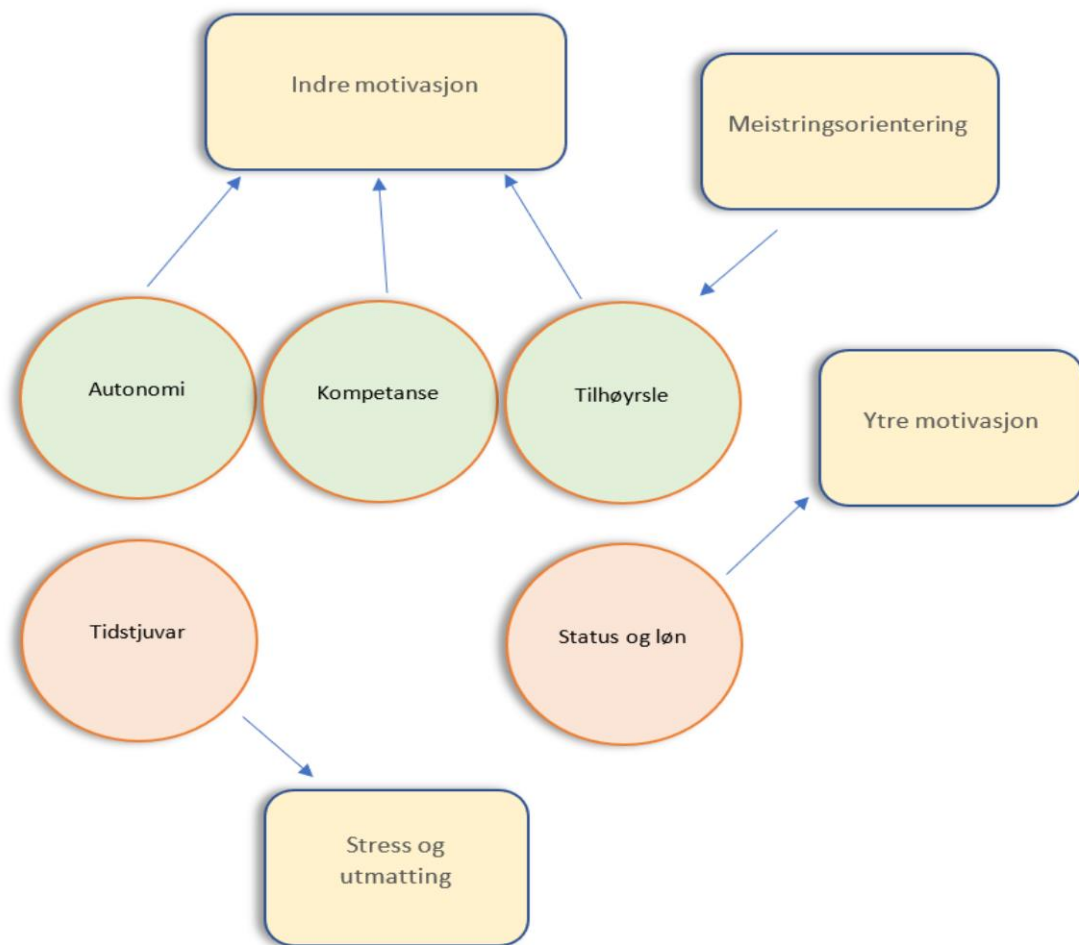 Indre motivasjon
Meistringsorientering
Autonomi
Kompetanse
Tilhøyrsle
Ytre motivasjon
Tidstjuvar
Status og løn
Stress og
utmatting